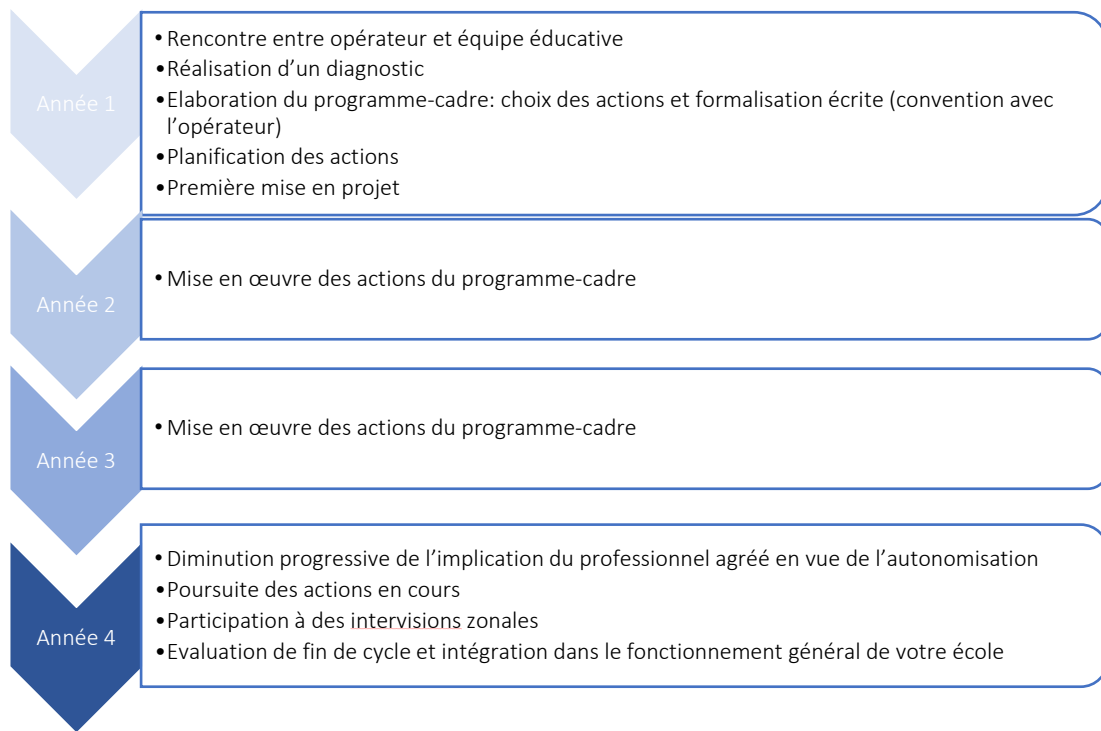 Année 1
• Rencontre entre opérateur et équipe éducative
•Réalisation d’un diagnostic
•Elaboration du programme-cadre: choix des actions et formalisation écrite (convention avec
l’opérateur)
•Planification des actions
•Première mise en projet
Année 2
• Mise en œuvre des actions du programme-cadre
Année 3
• Mise en œuvre des actions du programme-cadre
Année 4
• Diminution progressive de l’implication du professionnel agréé en vue de l’autonomisation
•Poursuite des actions en cours
•Participation à des intervisions zonales
•Evaluation de fin de cycle et intégration dans le fonctionnement général de votre école